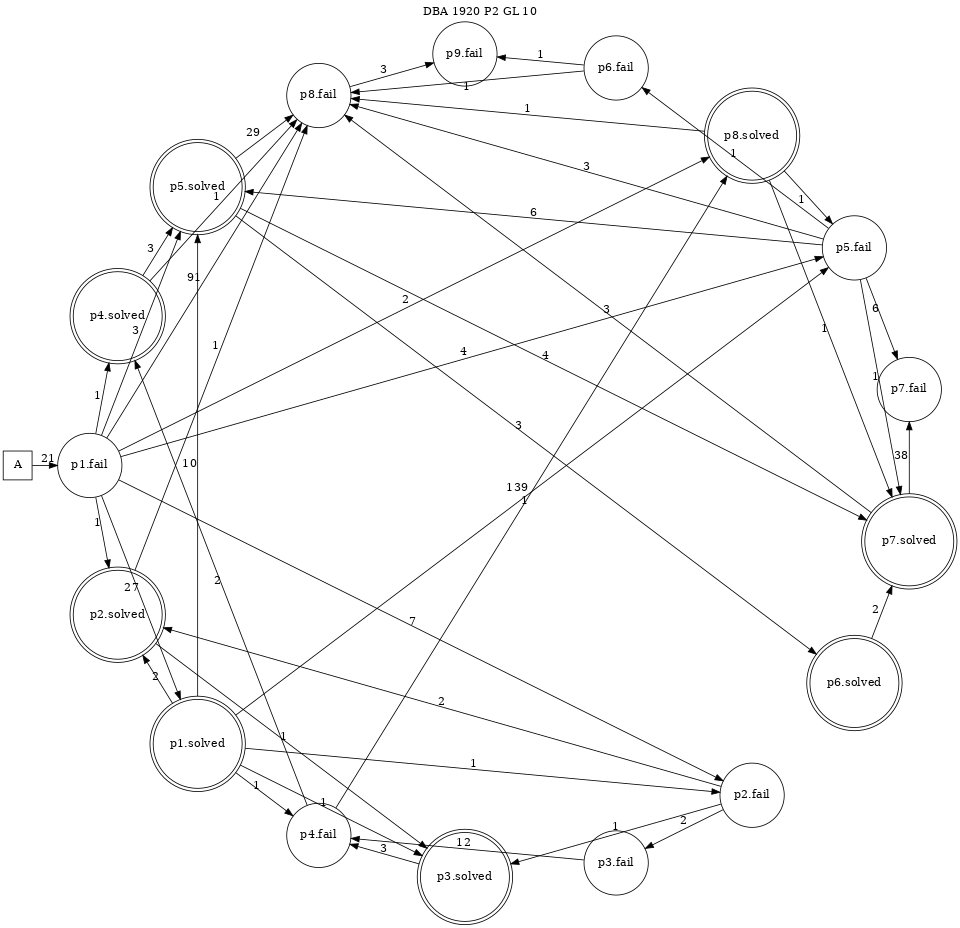 DBA 1920 P2 GL 10
p9.fail
3
1
p6.fail
p8.fail
1
1
29
p8.solved
1
3
p5.solved
1
1
6
p5.fail
3
91
2
6
p4.solved
3
3
1
1
4
4
1
1
p7.fail
3
A
21
p1.fail
10
38
139
1
1
p7.solved
2
27
2
p2.solved
7
p6.solved
2
2
1
p1.solved
1
1
p2.fail
1
1
2
p4.fail
12
3
p3.fail
p3.solved